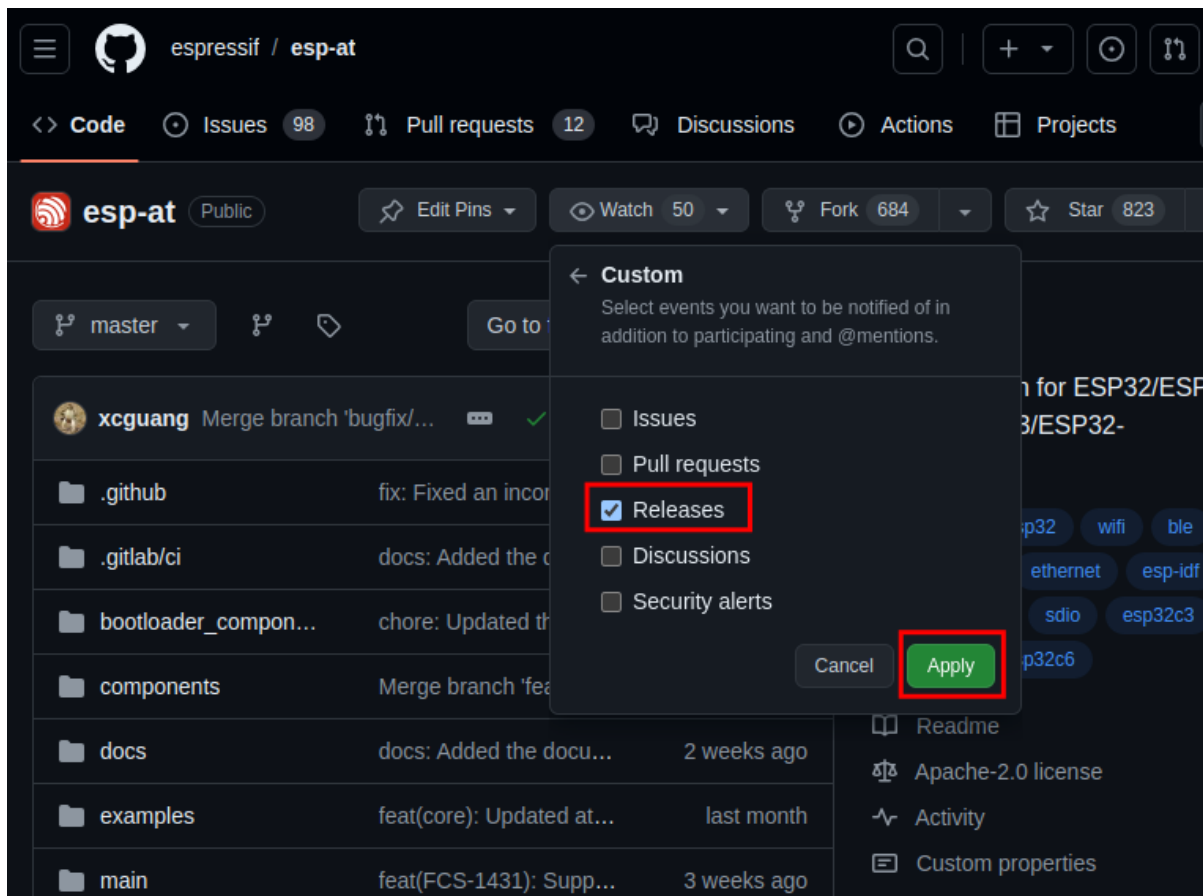 espressif / esp-at
Code Issues 98 Pull requests 12 Discussions Actions Projects
esp-at Public Edit Pins Watch 50 Fork 684 Star 823
master Go to
Custom
Select events you want to be notified of in
addition to participating and @mentions.
Issues
Pull requests
Releases
Discussions
Security alerts
Cancel Apply
xcguang Merge branch 'bugfix/...
.github fix: Fixed an incor
.gitlab/ci docs: Added the
bootloader_compon... chore: Updated th
components Merge branch 'fea
docs docs: Added the docu... 2 weeks ago
examples feat(core): Updated at... last month
main feat(FCS-1431): Supp... 3 weeks ago
for ESP32/ESP
/ESP32-
p32 wifi ble
ethernet esp-idf
sdio esp32c3
p32c6
Readme
Apache-2.0 license
Activity
Custom properties